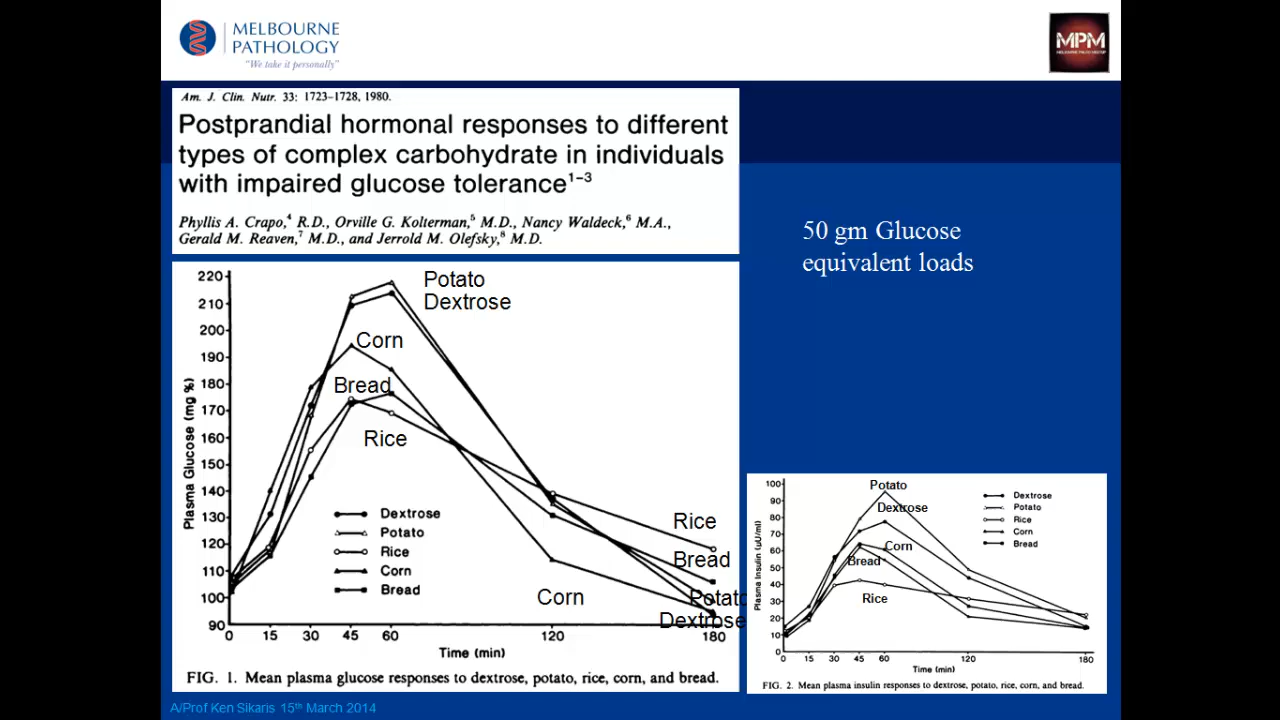 MELBOURNE
PATHOLOGY
"We take it personally"
MPM
Am. J. Clin. Nutr. 33: 1723–1728, 1980.
Postprandial hormonal responses to different
types of complex carbohydrate in individuals
with impaired glucose tolerance¹⁻³
Phyllis A. Crapo,⁴ R.D., Orville G. Kolterman,⁵ M.D., Nancy Waldeck,⁶ M.A.,
Gerald M. Reaven,⁷ M.D., and Jerrold M. Olefsky,⁸ M.D.
50 gm Glucose
equivalent loads
220
210
200
190
180
170
160
150
140
130
120
110
100
90
Plasma Glucose (mg %)
Potato
Dextrose
Corn
Bread
Rice
Dextrose
Potato
Rice
Corn
Bread
Rice
Bread
Corn
Potato
Dextrose
0 15 30 45 60 120 180
Time (min)
FIG. 1. Mean plasma glucose responses to dextrose, potato, rice, corn, and bread.
100
90
80
70
60
50
40
30
20
10
0
Plasma Insulin (μU/ml)
Potato
Dextrose
Corn
Bread
Rice
Dextrose
Potato
Rice
Corn
Bread
0 15 30 45 60 120 180
Time (min)
FIG. 2. Mean plasma insulin responses to dextrose, potato, rice, corn, and bread.
A/Prof Ken Sikaris 15th March 2014